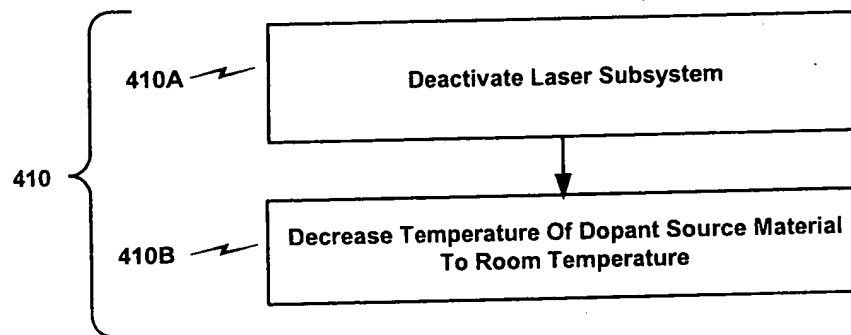 410A
Deactivate Laser Subsystem
410
410B
Decrease Temperature Of Dopant Source Material
To Room Temperature